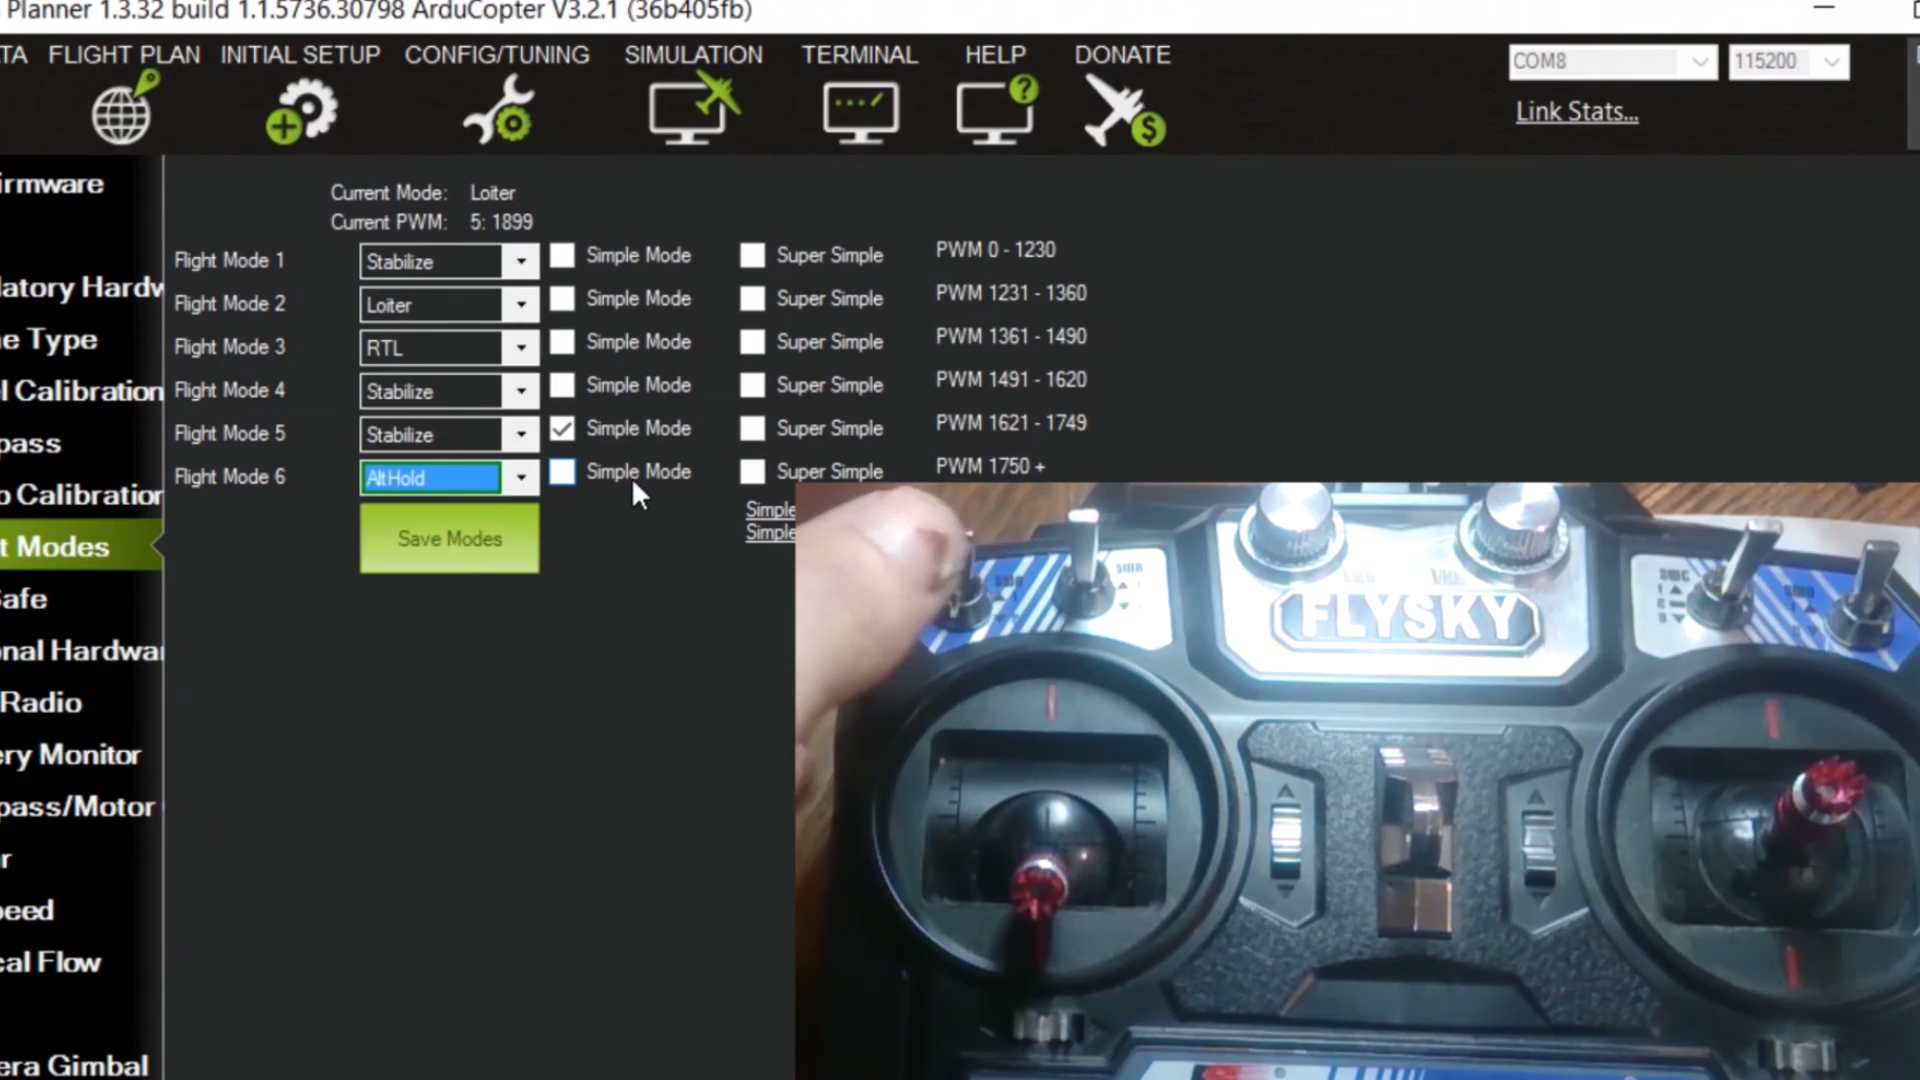 Planner 1.3.32 build 1.1.5736.30798 ArduCopter V3.2.1 (36b405fb)
TA FLIGHT PLAN INITIAL SETUP CONFIG/TUNING SIMULATION TERMINAL HELP DONATE
COM8 115200
Link Stats...
irmware
latory Hardw
e Type
l Calibration
pass
o Calibration
t Modes
Safe
onal Hardwar
Radio
ery Monitor
pass/Motor
r
peed
cal Flow
era Gimbal
Current Mode: Loiter
Current PWM: 5: 1899
Flight Mode 1 Stabilize Simple Mode Super Simple PWM 0 - 1230
Flight Mode 2 Loiter Simple Mode Super Simple PWM 1231 - 1360
Flight Mode 3 RTL Simple Mode Super Simple PWM 1361 - 1490
Flight Mode 4 Stabilize Simple Mode Super Simple PWM 1491 - 1620
Flight Mode 5 Stabilize Simple Mode Super Simple PWM 1621 - 1749
Flight Mode 6 AltHold Simple Mode Super Simple PWM 1750 +
Save Modes
Simple
Simple
FLYSKY
SWC